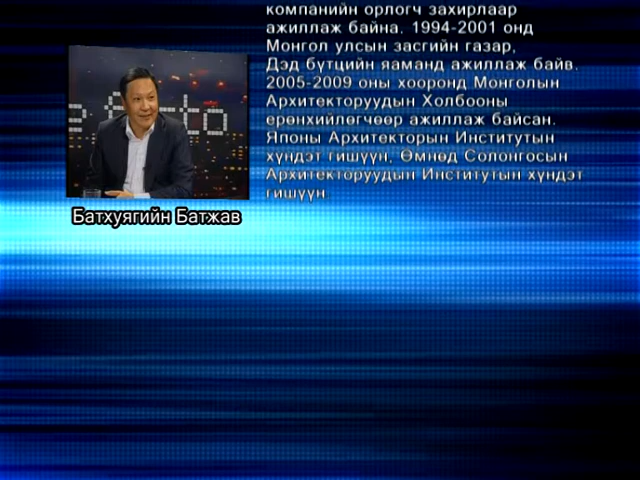 компанийн орлогч захирлаар
ажиллаж байна. 1994-2001 онд
Монгол улсын засгийн газар,
Дэд бүтцийн яаманд ажиллаж байв.
2005-2009 оны хооронд Монголын
Архитекторуудын Холбооны
ерөнхийлөгчөөр ажиллаж байсан.
Японы Архитекторын Институтын
хүндэт гишүүн, Өмнөд Солонгосын
Архитекторуудын Институтын хүндэт
гишүүн.
Батхуягийн Батжав